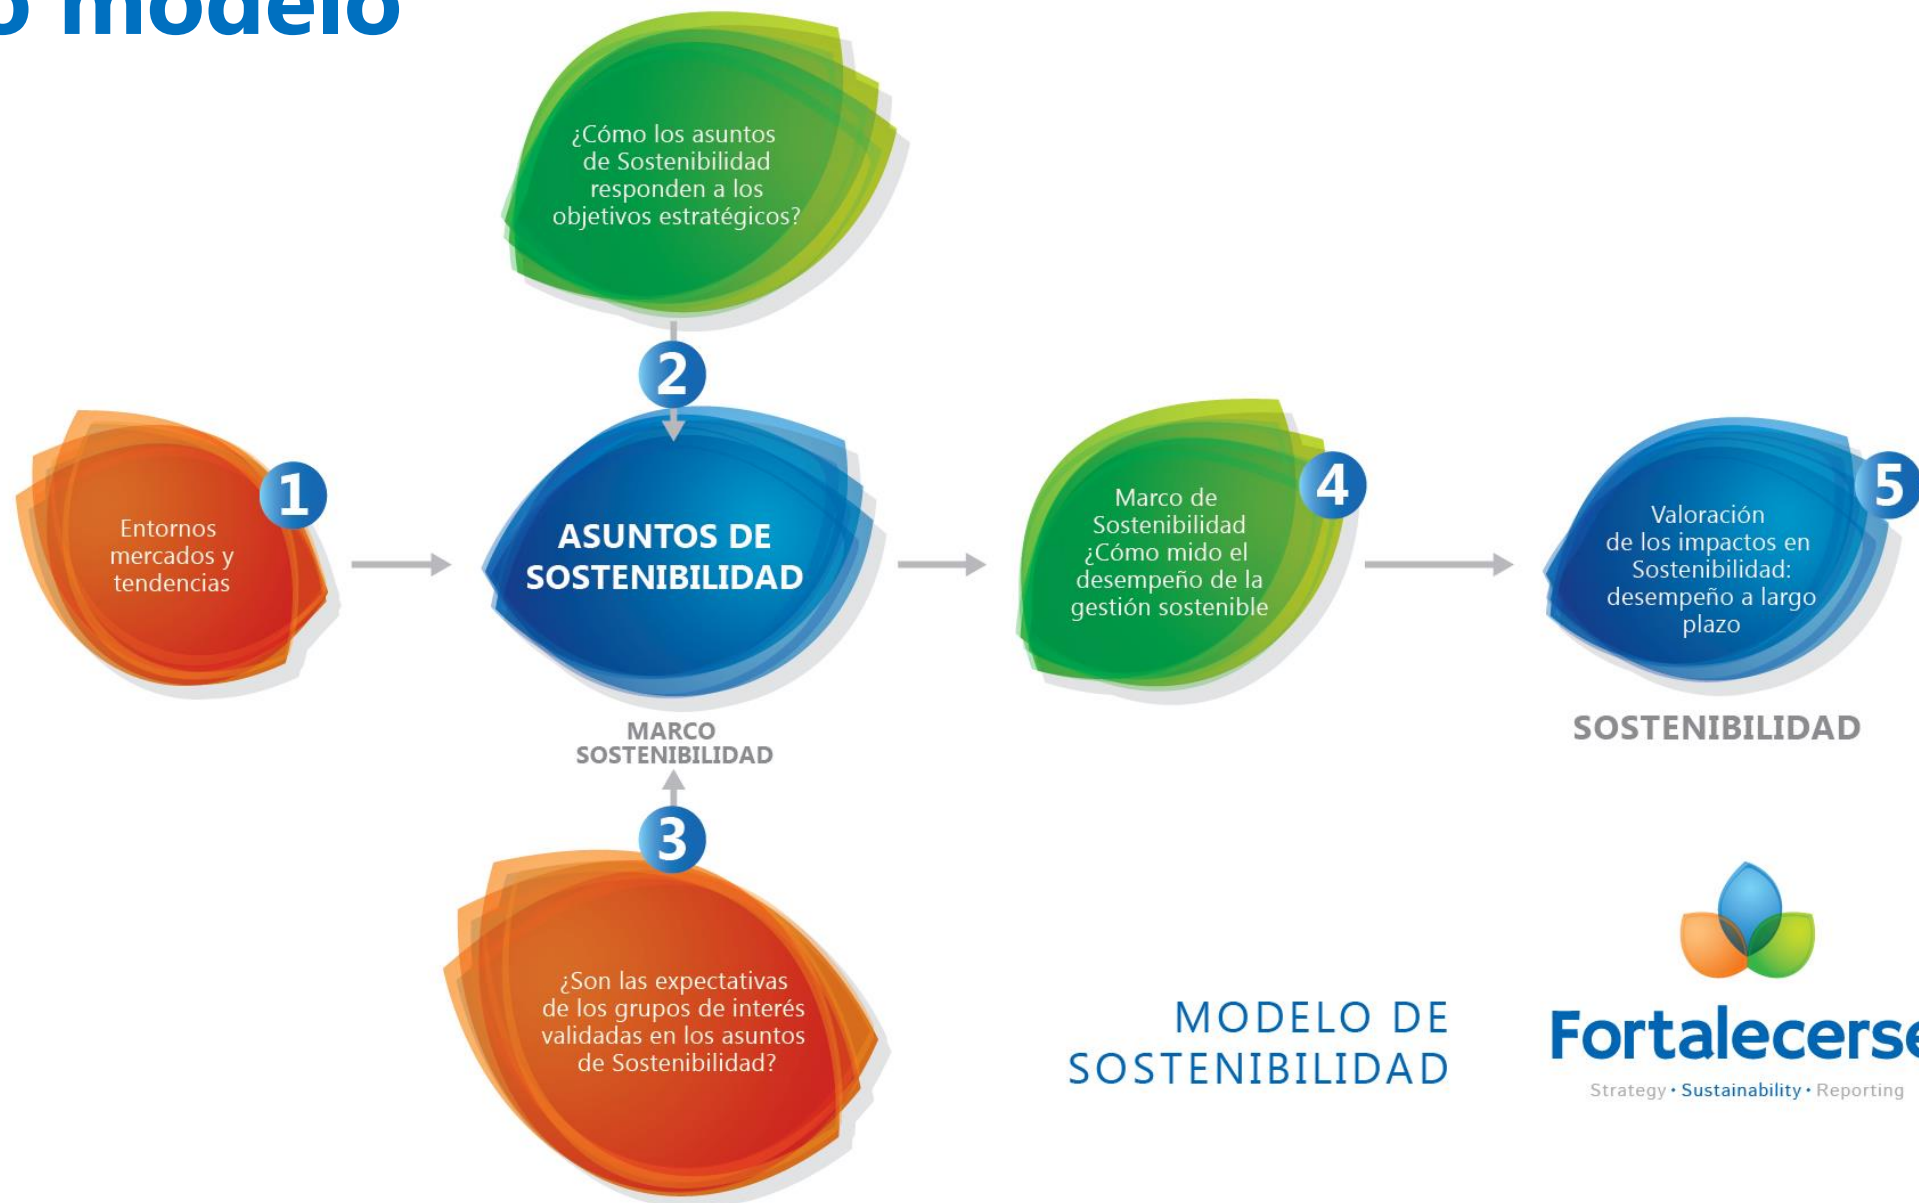 o modelo
¿Cómo los asuntos
de Sostenibilidad
responden a los
objetivos estratégicos?
2
1
Entornos
mercados y
tendencias
ASUNTOS DE
SOSTENIBILIDAD
MARCO
SOSTENIBILIDAD
3
¿Son las expectativas
de los grupos de interés
validadas en los asuntos
de Sostenibilidad?
4
Marco de
Sostenibilidad
¿Cómo mido el
desempeño de la
gestión sostenible
5
Valoración
de los impactos en
Sostenibilidad:
desempeño a largo
plazo
SOSTENIBILIDAD
MODELO DE
SOSTENIBILIDAD
Fortalecerse
Strategy • Sustainability • Reporting